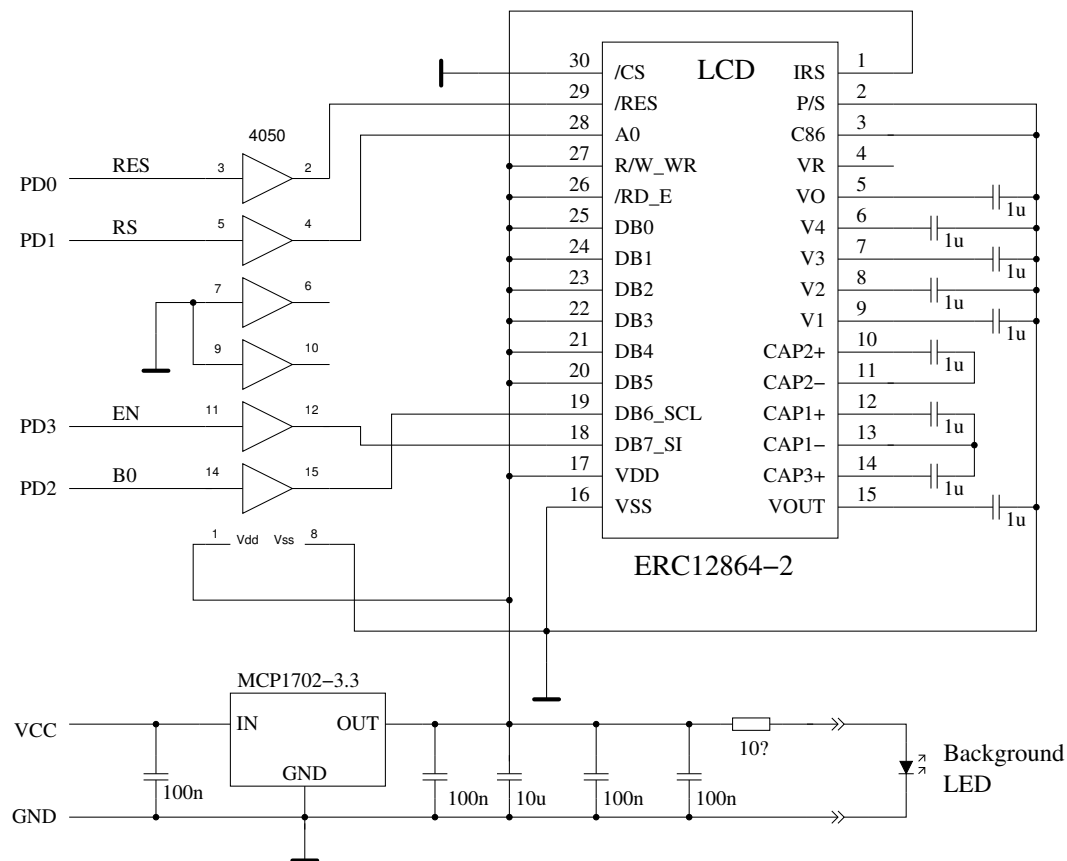 LCD
30 /CS IRS 1
29 /RES P/S 2
28 A0 C86 3
27 R/W_WR VR 4
26 /RD_E VO 5 1u
25 DB0 V4 6 1u
24 DB1 V3 7 1u
23 DB2 V2 8 1u
22 DB3 V1 9 1u
21 DB4 CAP2+ 10 1u
20 DB5 CAP2− 11
19 DB6_SCL CAP1+ 12 1u
18 DB7_SI CAP1− 13
17 VDD CAP3+ 14 1u
16 VSS VOUT 15 1u
ERC12864−2
4050
PD0 RES 3 2
PD1 RS 5 4
7 6
9 10
PD3 EN 11 12
PD2 B0 14 15
1 Vdd Vss 8
MCP1702−3.3
VCC IN OUT
GND
10?
100n 100n 10u 100n 100n
GND
Background
LED